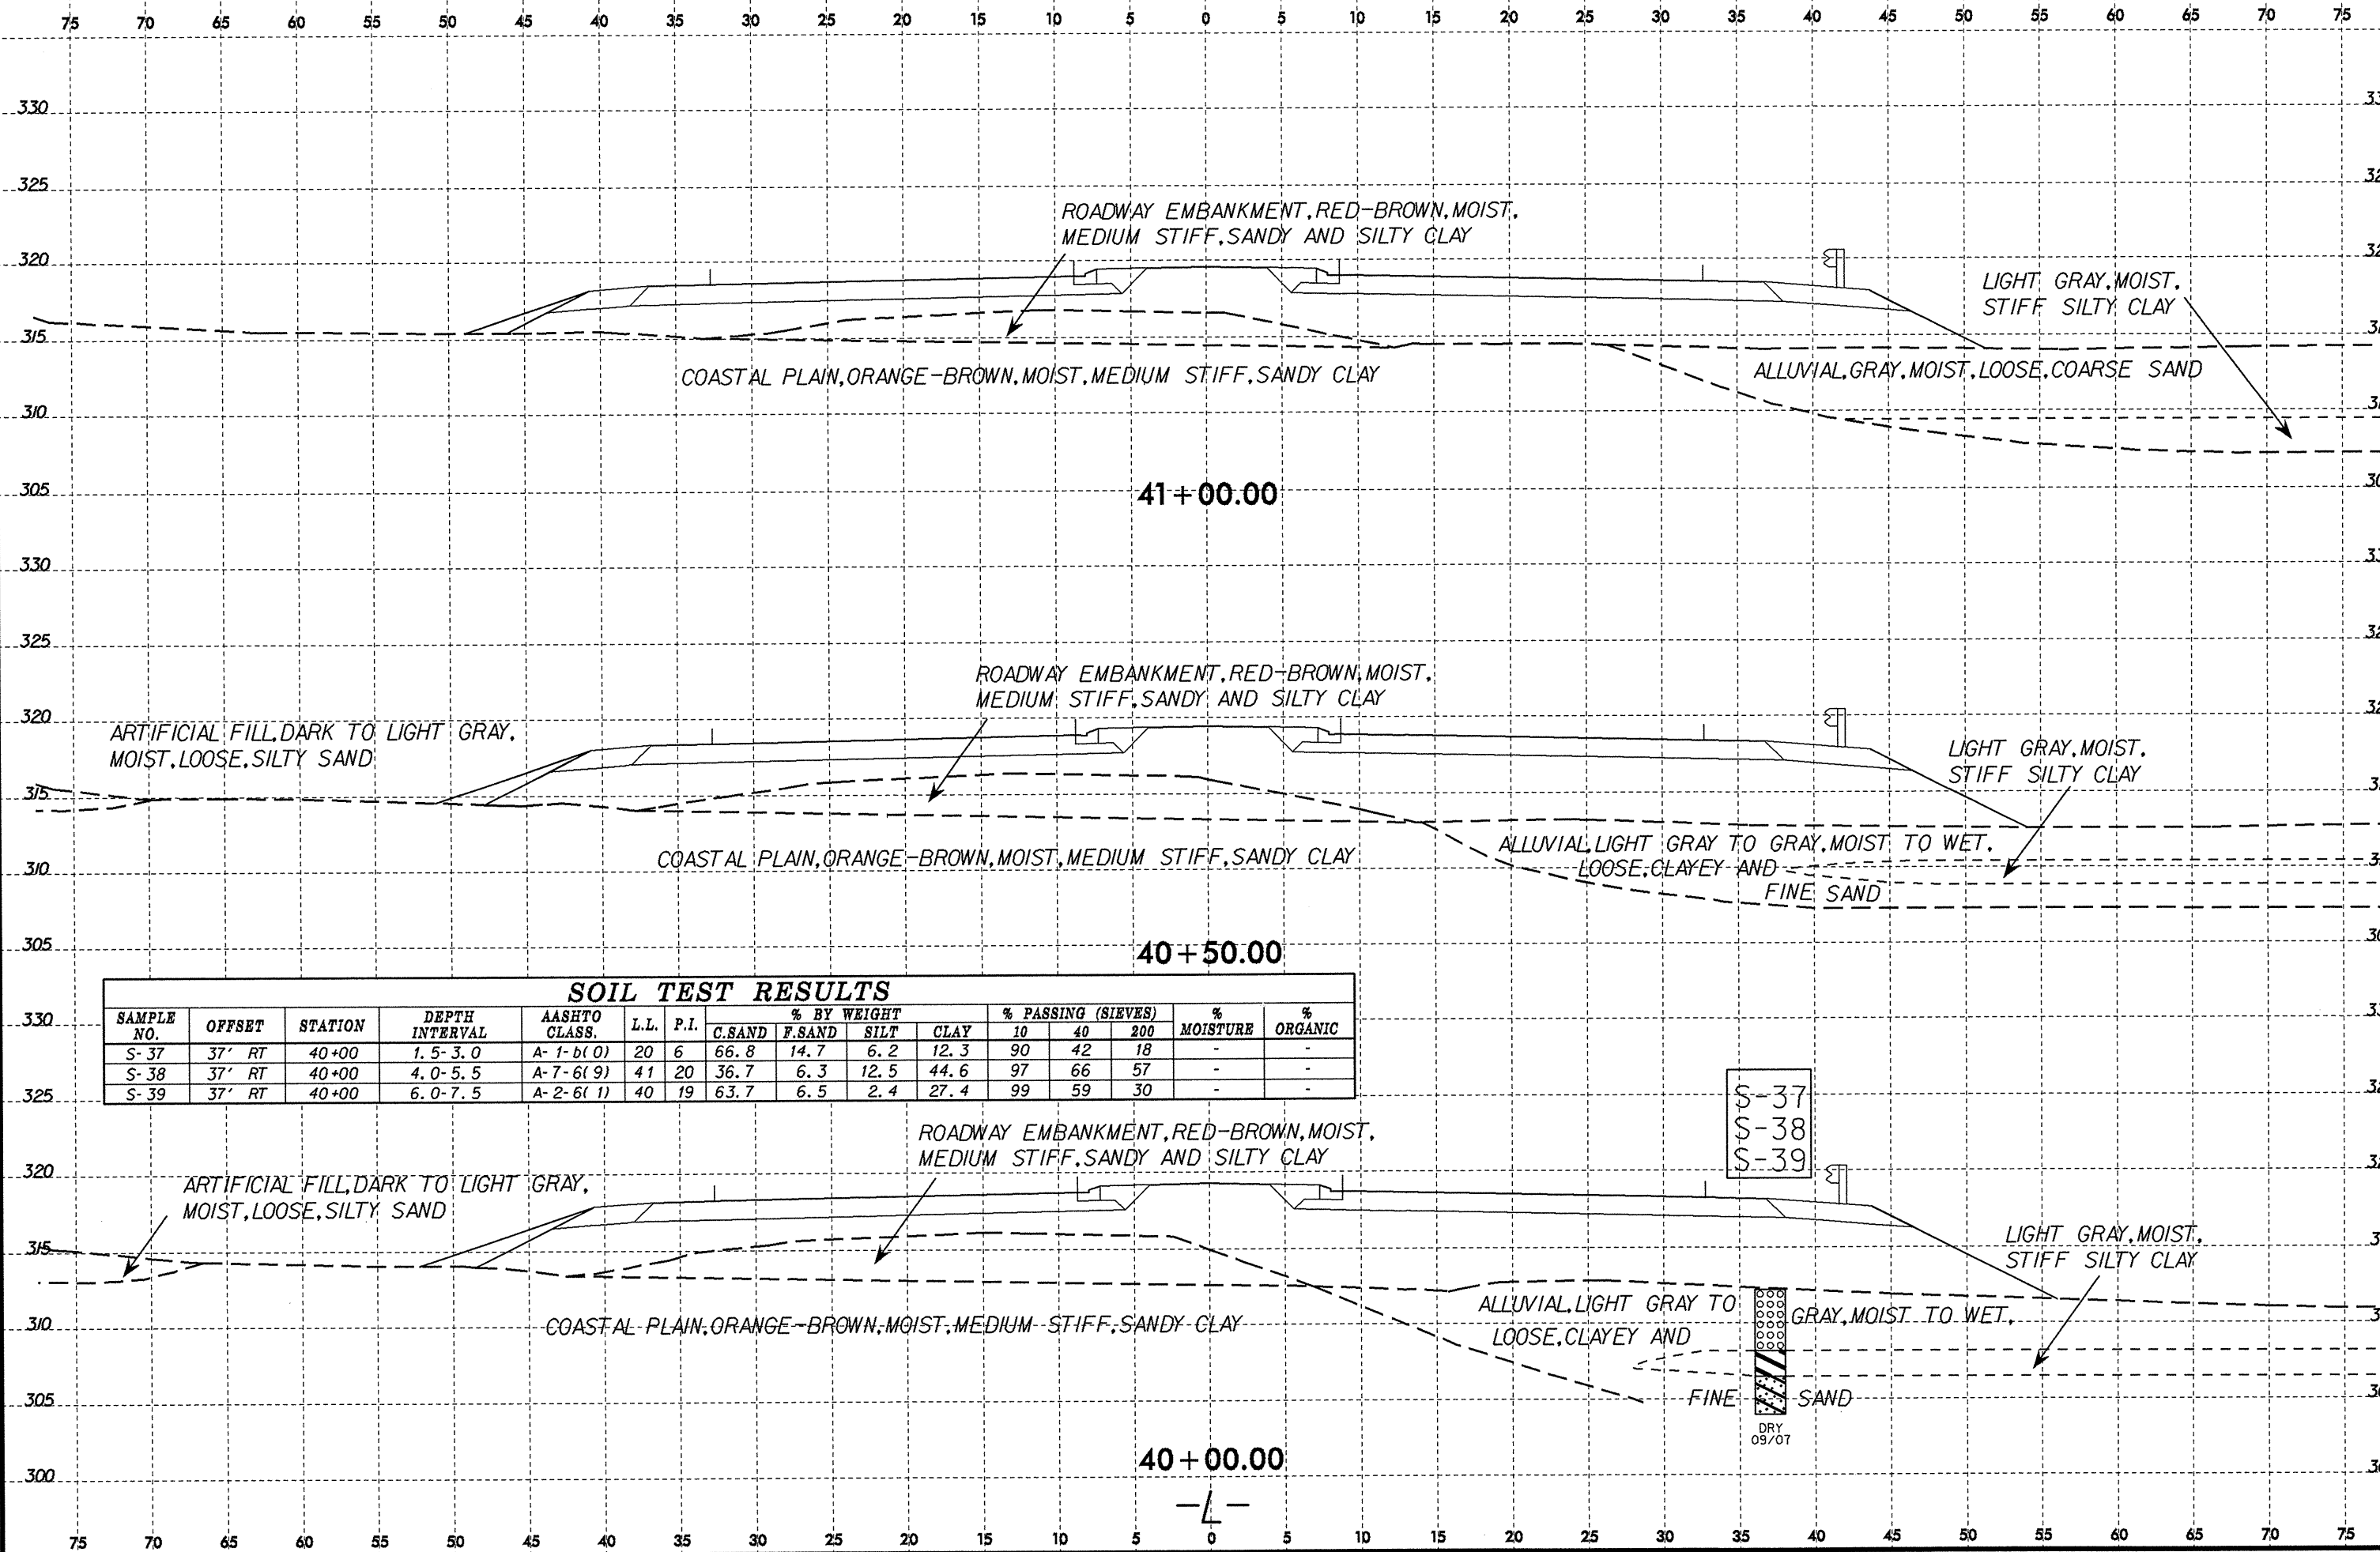 75 70 65 60 55 50 45 40 35 30 25 20 15 10 5 0 5 10 15 20 25 30 35 40 45 50 55 60 65 70 75
330
325
ROADWAY EMBANKMENT, RED-BROWN, MOIST,
MEDIUM STIFF, SANDY AND SILTY CLAY
320
LIGHT GRAY, MOIST,
STIFF SILTY CLAY
315
COASTAL PLAIN, ORANGE-BROWN, MOIST, MEDIUM STIFF, SANDY CLAY
ALLUVIAL, GRAY, MOIST, LOOSE, COARSE SAND
310
305
41+00.00
330
325
ROADWAY EMBANKMENT, RED-BROWN, MOIST,
MEDIUM STIFF, SANDY AND SILTY CLAY
320
ARTIFICIAL FILL, DARK TO LIGHT GRAY,
MOIST, LOOSE, SILTY SAND
LIGHT GRAY, MOIST,
STIFF SILTY CLAY
315
COASTAL PLAIN, ORANGE-BROWN, MOIST, MEDIUM STIFF, SANDY CLAY
ALLUVIAL, LIGHT GRAY TO GRAY, MOIST TO WET,
LOOSE, CLAYEY AND
FINE SAND
310
305
40+50.00
SOIL TEST RESULTS
SAMPLE NO. OFFSET STATION DEPTH INTERVAL AASHTO CLASS. L.L. P.I. % BY WEIGHT % PASSING (SIEVES) % MOISTURE % ORGANIC
C.SAND F.SAND SILT CLAY 10 40 200
S-37 37' RT 40+00 1.5-3.0 A-1-b(0) 20 6 66.8 14.7 6.2 12.3 90 42 18 - -
S-38 37' RT 40+00 4.0-5.5 A-7-6(9) 41 20 36.7 6.3 12.5 44.6 97 66 57 - -
S-39 37' RT 40+00 6.0-7.5 A-2-6(1) 40 19 63.7 6.5 2.4 27.4 99 59 30 - -
330
325
S-37
S-38
S-39
ROADWAY EMBANKMENT, RED-BROWN, MOIST,
MEDIUM STIFF, SANDY AND SILTY CLAY
320
ARTIFICIAL FILL, DARK TO LIGHT GRAY,
MOIST, LOOSE, SILTY SAND
LIGHT GRAY, MOIST,
STIFF SILTY CLAY
315
COASTAL PLAIN, ORANGE-BROWN, MOIST, MEDIUM STIFF, SANDY CLAY
ALLUVIAL, LIGHT GRAY TO GRAY, MOIST TO WET,
LOOSE, CLAYEY AND
FINE SAND
310
305
DRY
09/07
40+00.00
300
-L-
75 70 65 60 55 50 45 40 35 30 25 20 15 10 5 0 5 10 15 20 25 30 35 40 45 50 55 60 65 70 75